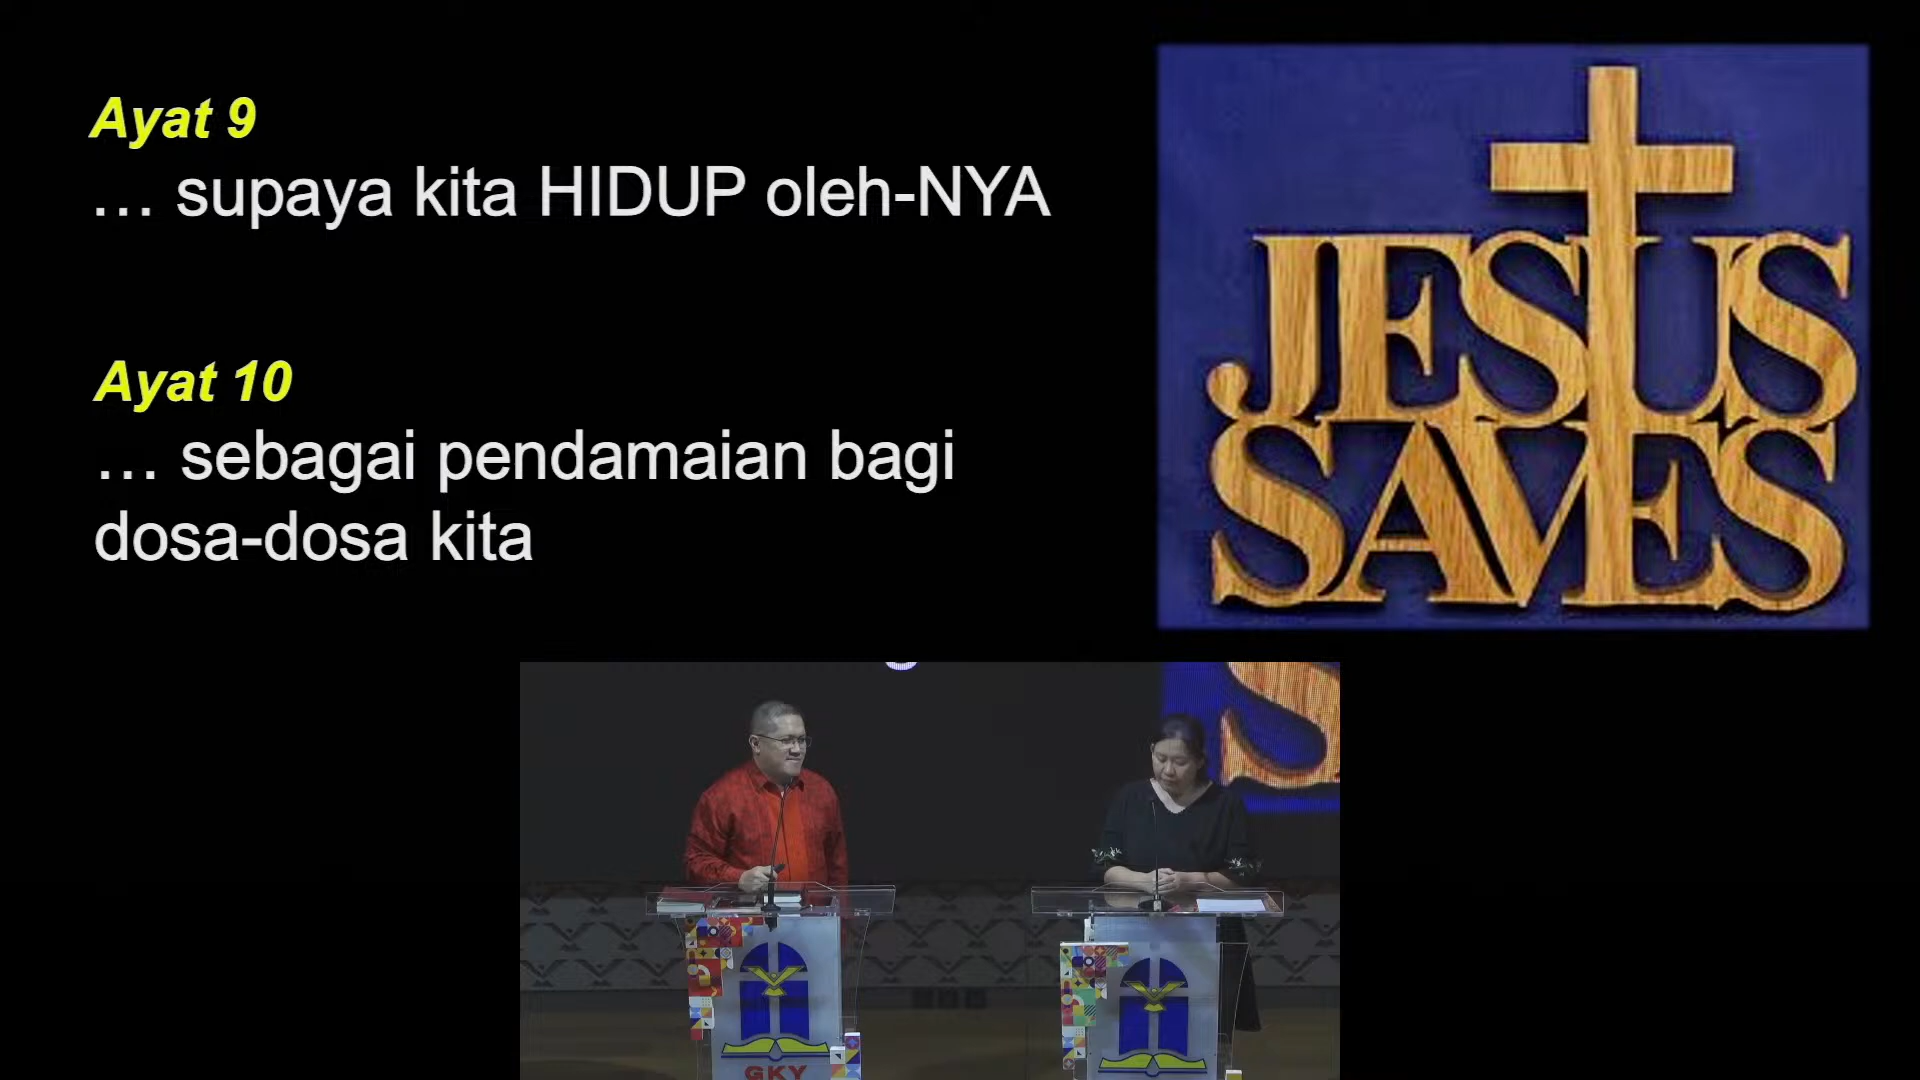 Ayat 9
… supaya kita HIDUP oleh-NYA
Ayat 10
… sebagai pendamaian bagi
dosa-dosa kita
JESUS
SAVES
GKY